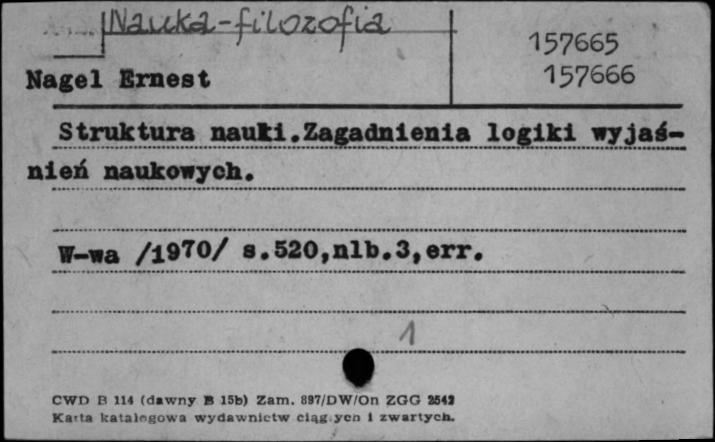 Nauka-filozofia
157665
157666
Nagel Ernest
Struktura nauki.Zagadnienia logiki wyjaś-
nień naukowych.
W-wa /1970/ s.520,nlb.3,err.
1
CWD B 114 (dawny B 15b) Zam. 897/DW/On ZGG 2542
Karta katalogowa wydawnictw ciągłych i zwartych.